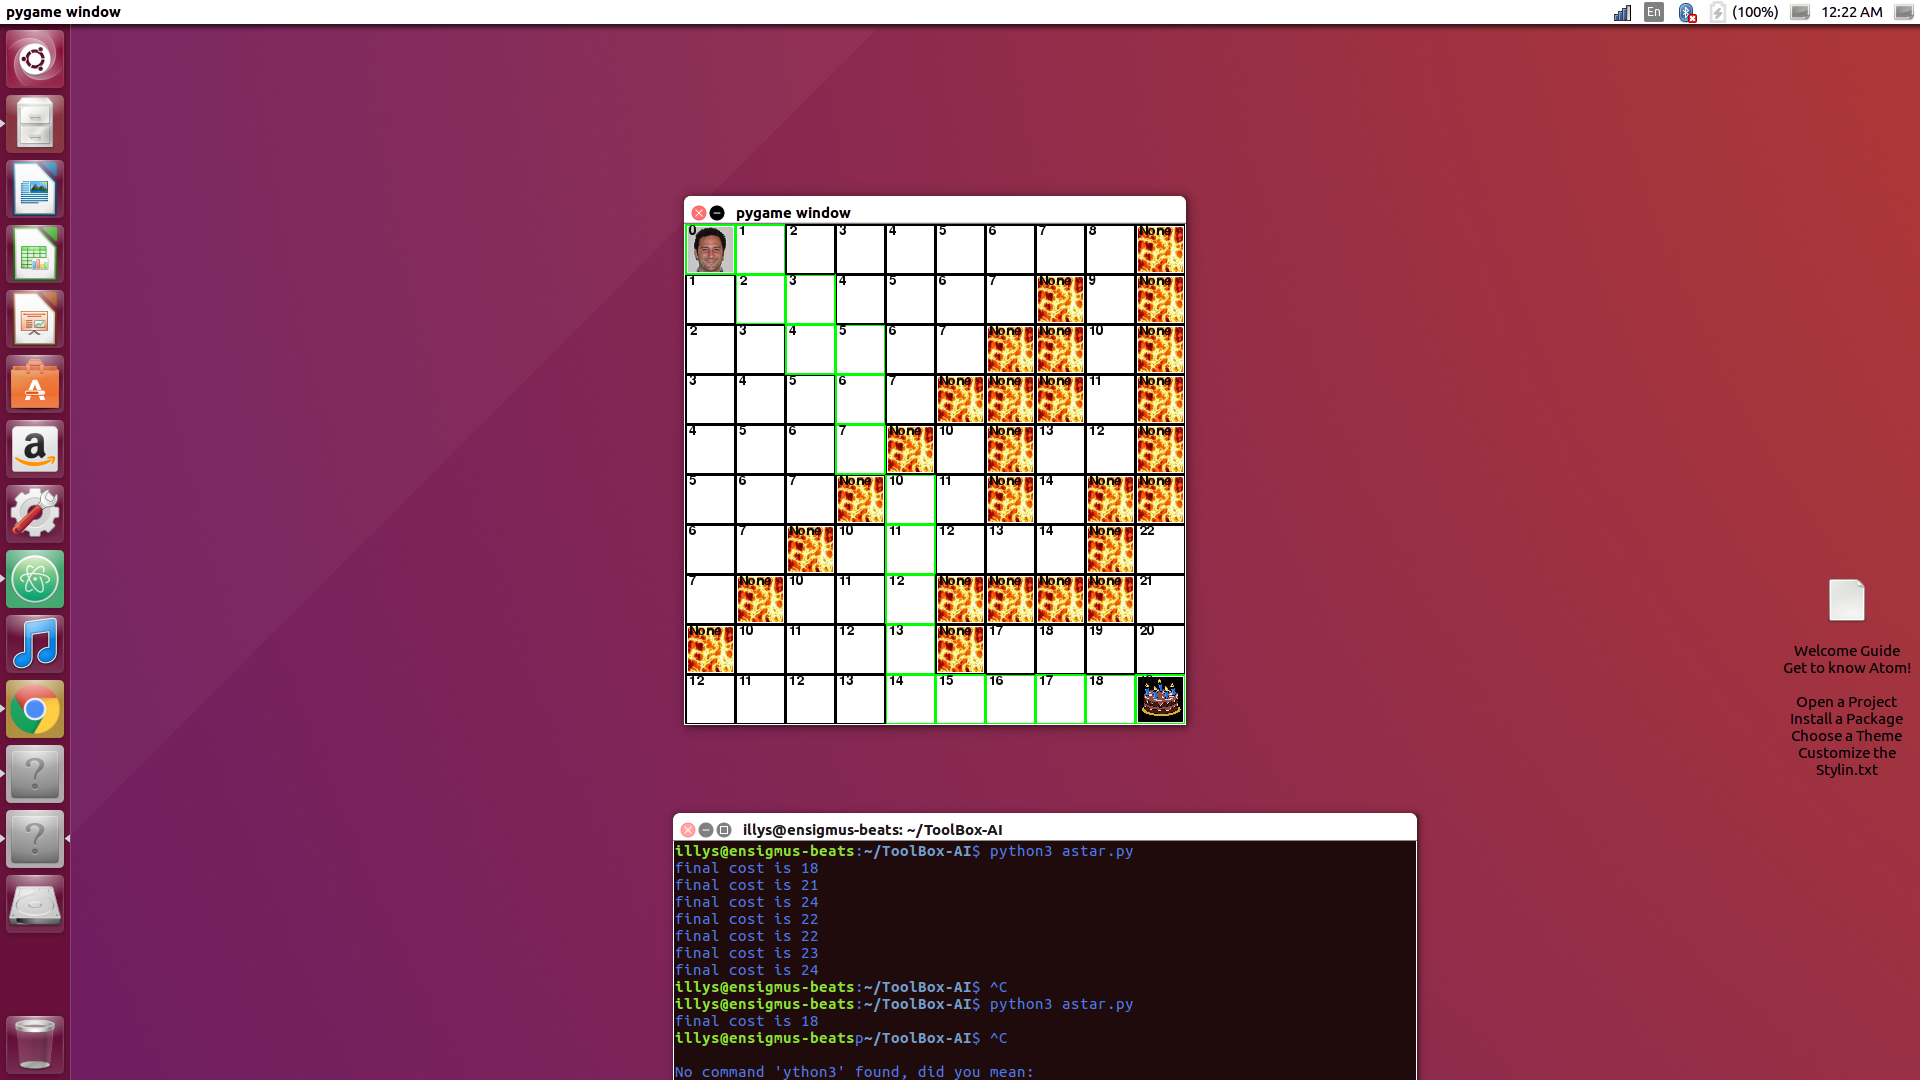 pygame window
En
(100%)
12:22 AM
pygame window
0 1 2 3 4 5 6 7 8 None
1 2 3 4 5 6 7 None 9 None
2 3 4 5 6 7 None None 10 None
3 4 5 6 7 None None None 11 None
4 5 6 7 None 10 None 13 12 None
5 6 7 None 10 11 None 14 None None
6 7 None 10 11 12 13 14 None 22
7 None 10 11 12 None None None None 21
None 10 11 12 13 None 17 18 19 20
12 11 12 13 14 15 16 17 18
Welcome Guide
Get to know Atom!
Open a Project
Install a Package
Choose a Theme
Customize the
Stylin.txt
illys@ensigmus-beats: ~/ToolBox-AI
illys@ensigmus-beats:~/ToolBox-AI$ python3 astar.py
final cost is 18
final cost is 21
final cost is 24
final cost is 22
final cost is 22
final cost is 23
final cost is 24
illys@ensigmus-beats:~/ToolBox-AI$ ^C
illys@ensigmus-beats:~/ToolBox-AI$ python3 astar.py
final cost is 18
illys@ensigmus-beatsp~/ToolBox-AI$ ^C
No command 'ython3' found, did you mean: